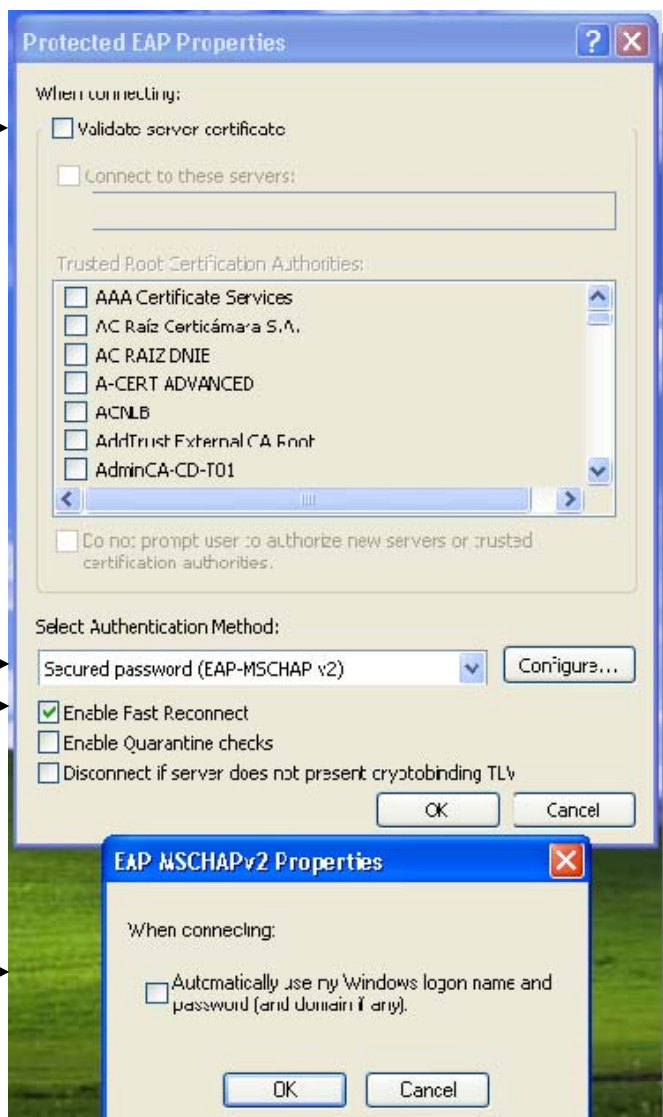 Protected EAP Properties
When connecting:
Validate server certificate
Connect to these servers:
Trusted Root Certification Authorities:
AAA Certificate Services
AC Raíz Certicámara S.A.
AC RAIZ DNIE
A-CERT ADVANCED
ACNLB
AddTrust External CA Root
AdminCA-CD-T01
Do not prompt user to authorize new servers or trusted
certification authorities.
Select Authentication Method:
Secured password (EAP-MSCHAP v2)
Configure...
Enable Fast Reconnect
Enable Quarantine checks
Disconnect if server does not present cryptobinding TLV
OK
Cancel
EAP MSCHAPv2 Properties
When connecting:
Automatically use my Windows logon name and
password (and domain if any).
OK
Cancel